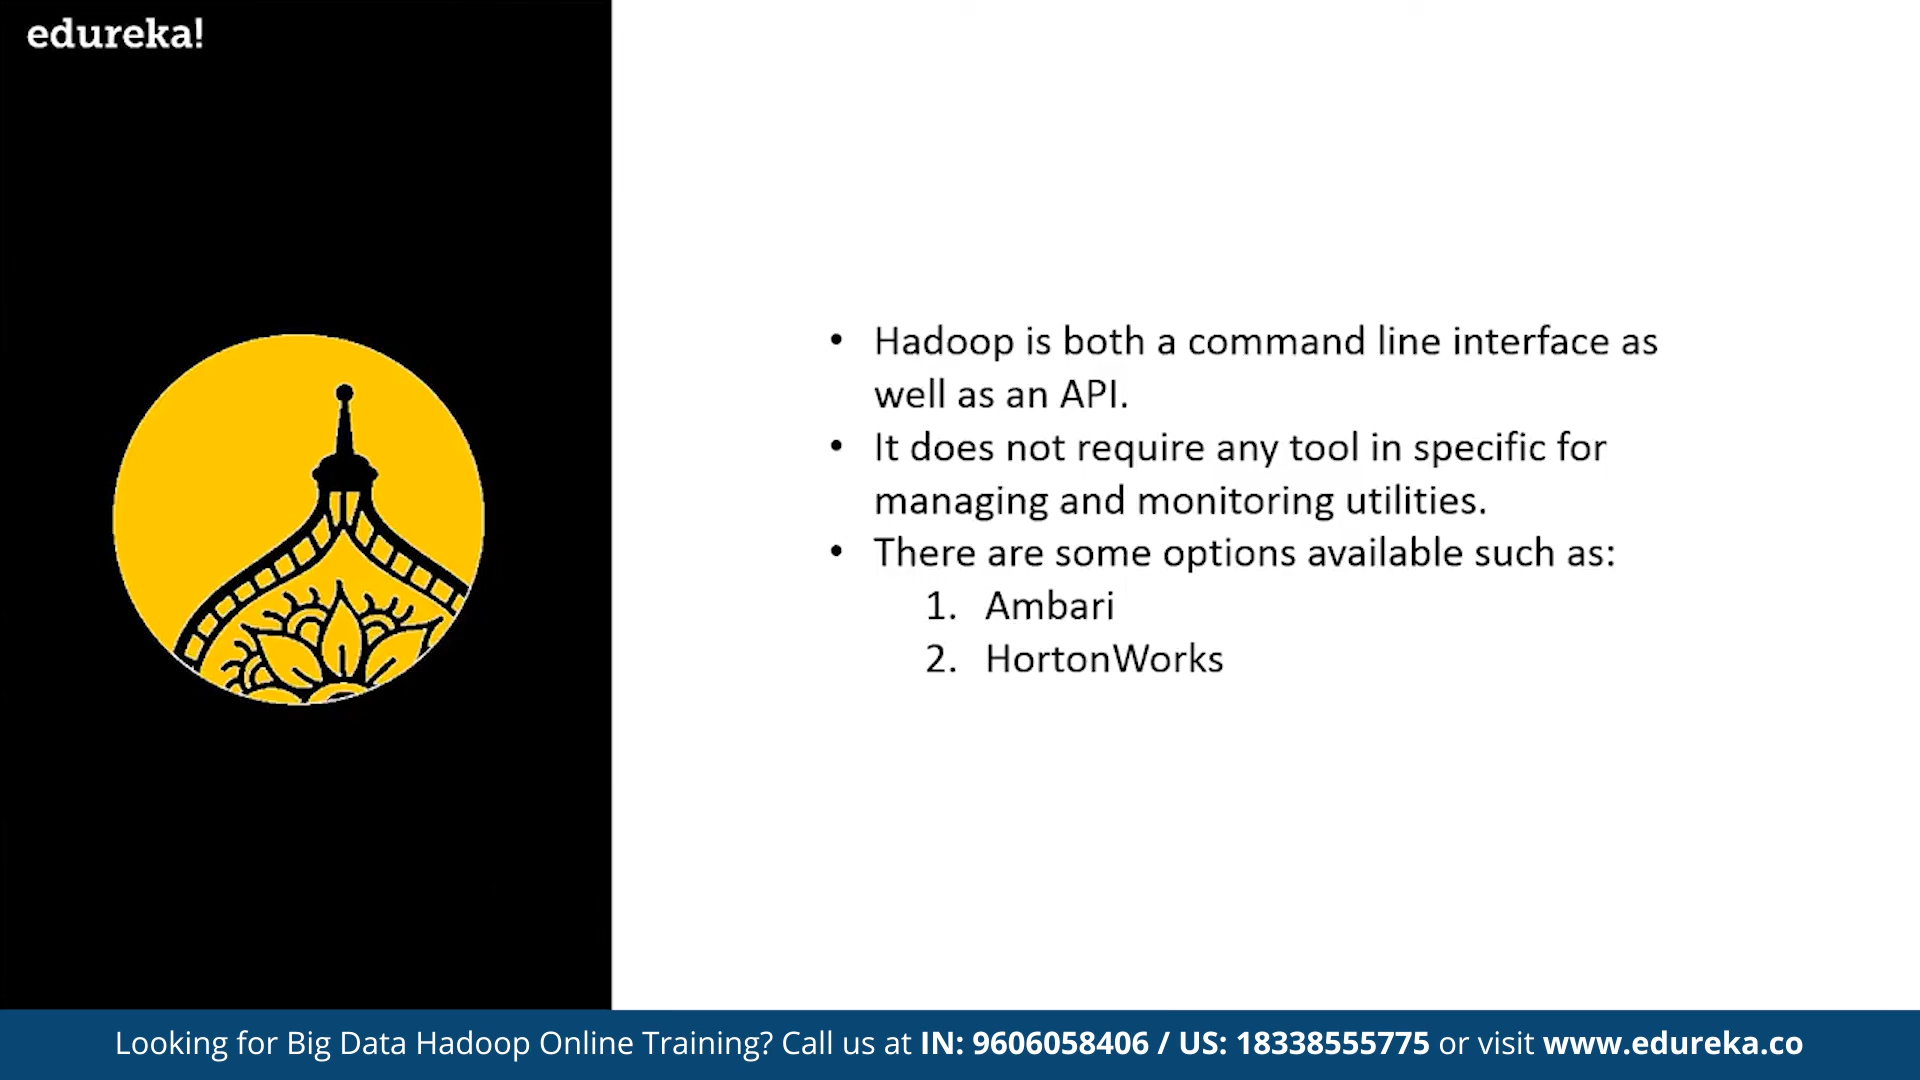 edureka!
• Hadoop is both a command line interface as
well as an API.
• It does not require any tool in specific for
managing and monitoring utilities.
• There are some options available such as:
1. Ambari
2. HortonWorks
Looking for Big Data Hadoop Online Training? Call us at IN: 9606058406 / US: 18338555775 or visit www.edureka.co